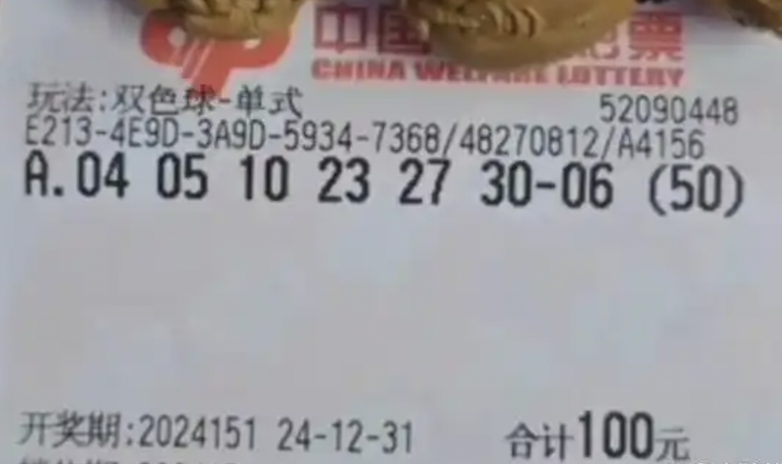 中国 票
CHINA WELFARE LOTTERY
玩法:双色球-单式 52090448
E213-4E9D-3A9D-5934-7368/48270812/A4156
A.04 05 10 23 27 30-06 (50)
开奖期:2024151 24-12-31 合计100元